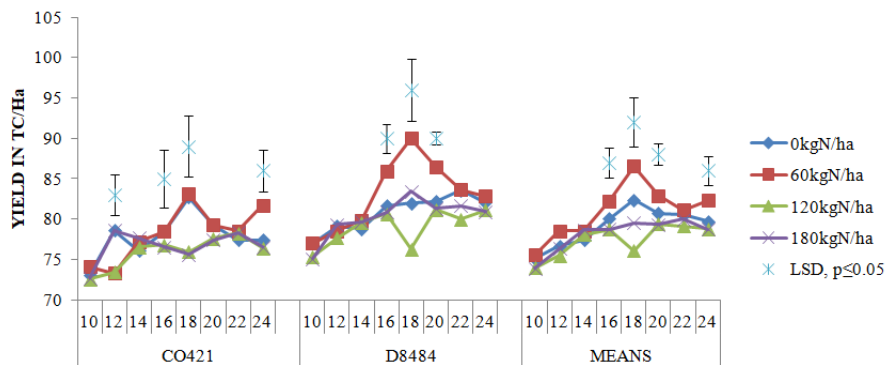 YIELD IN TC/Ha
105
100
95
90
85
80
75
70
10 12 14 16 18 20 22 24 10 12 14 16 18 20 22 24 10 12 14 16 18 20 22 24
CO421 D8484 MEANS
0kgN/ha
60kgN/ha
120kgN/ha
180kgN/ha
LSD, p≤0.05